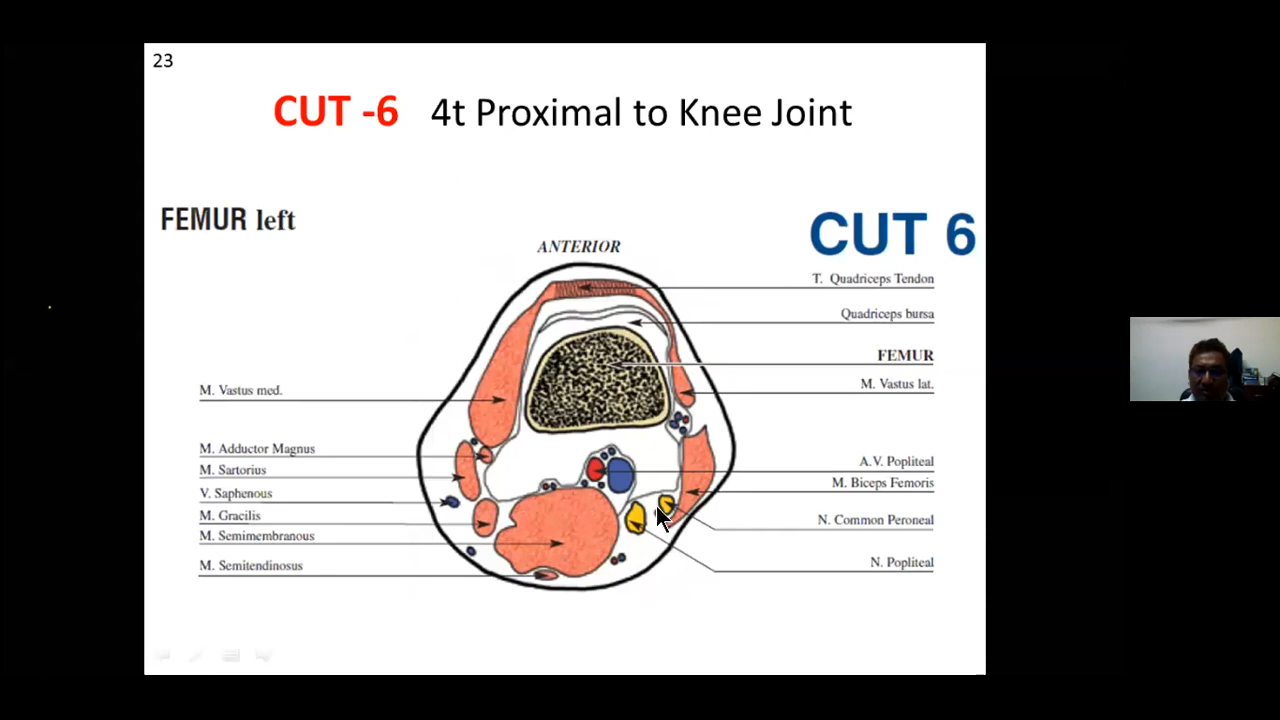 23
CUT -6 4t Proximal to Knee Joint
FEMUR left
CUT 6
ANTERIOR
T. Quadriceps Tendon
Quadriceps bursa
FEMUR
M. Vastus lat.
M. Vastus med.
M. Adductor Magnus
M. Sartorius
V. Saphenous
M. Gracilis
M. Semimembranous
M. Semitendinosus
A.V. Popliteal
M. Biceps Femoris
N. Common Peroneal
N. Popliteal